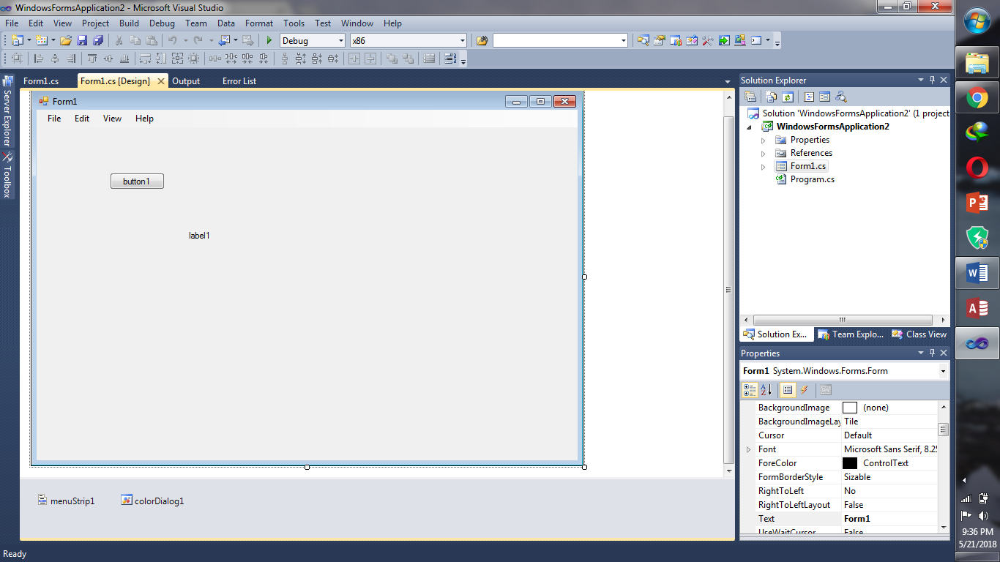 WindowsFormsApplication2 - Microsoft Visual Studio
File Edit View Project Build Debug Team Data Format Tools Test Window Help
Debug x86
Server Explorer
Toolbox
Form1.cs Form1.cs [Design] Output Error List
Form1
File Edit View Help
button1
label1
menuStrip1 colorDialog1
Solution Explorer
Solution 'WindowsFormsApplication2' (1 project
WindowsFormsApplication2
Properties
References
Form1.cs
Program.cs
Solution Ex... Team Explo... Class View
Properties
Form1 System.Windows.Forms.Form
BackgroundImage (none)
BackgroundImageLay Tile
Cursor Default
Font Microsoft Sans Serif, 8.25
ForeColor ControlText
FormBorderStyle Sizable
RightToLeft No
RightToLeftLayout False
Text Form1
UseWaitCursor False
Ready
9:36 PM
5/21/2018